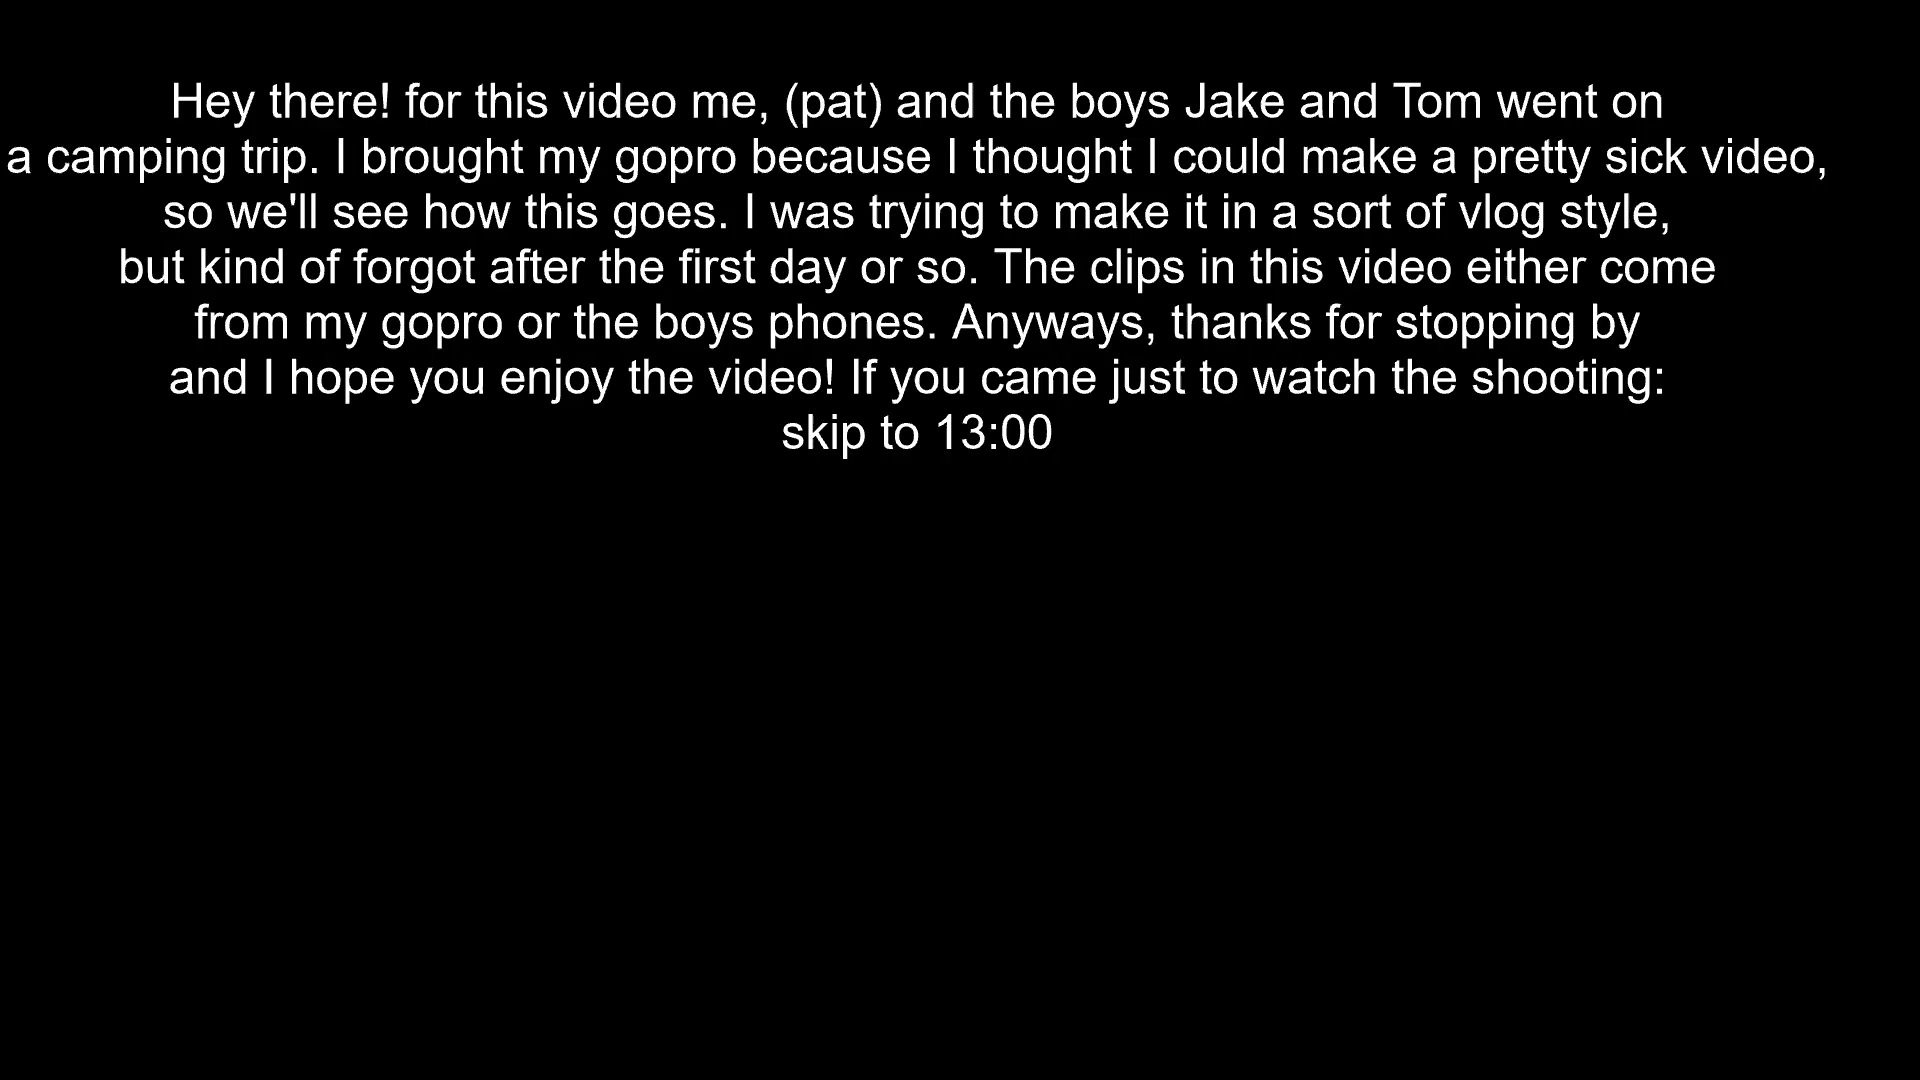 Hey there! for this video me, (pat) and the boys Jake and Tom went on
a camping trip. I brought my gopro because I thought I could make a pretty sick video,
so we'll see how this goes. I was trying to make it in a sort of vlog style,
but kind of forgot after the first day or so. The clips in this video either come
from my gopro or the boys phones. Anyways, thanks for stopping by
and I hope you enjoy the video! If you came just to watch the shooting:
skip to 13:00